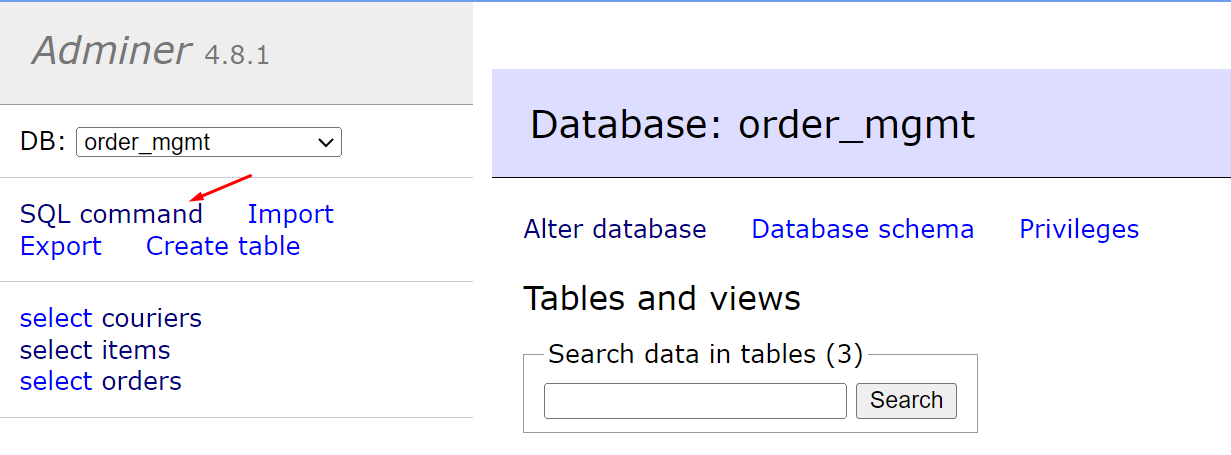 Adminer 4.8.1
DB: order_mgmt
SQL command Import
Export Create table
select couriers
select items
select orders
Database: order_mgmt
Alter database Database schema Privileges
Tables and views
Search data in tables (3)
Search